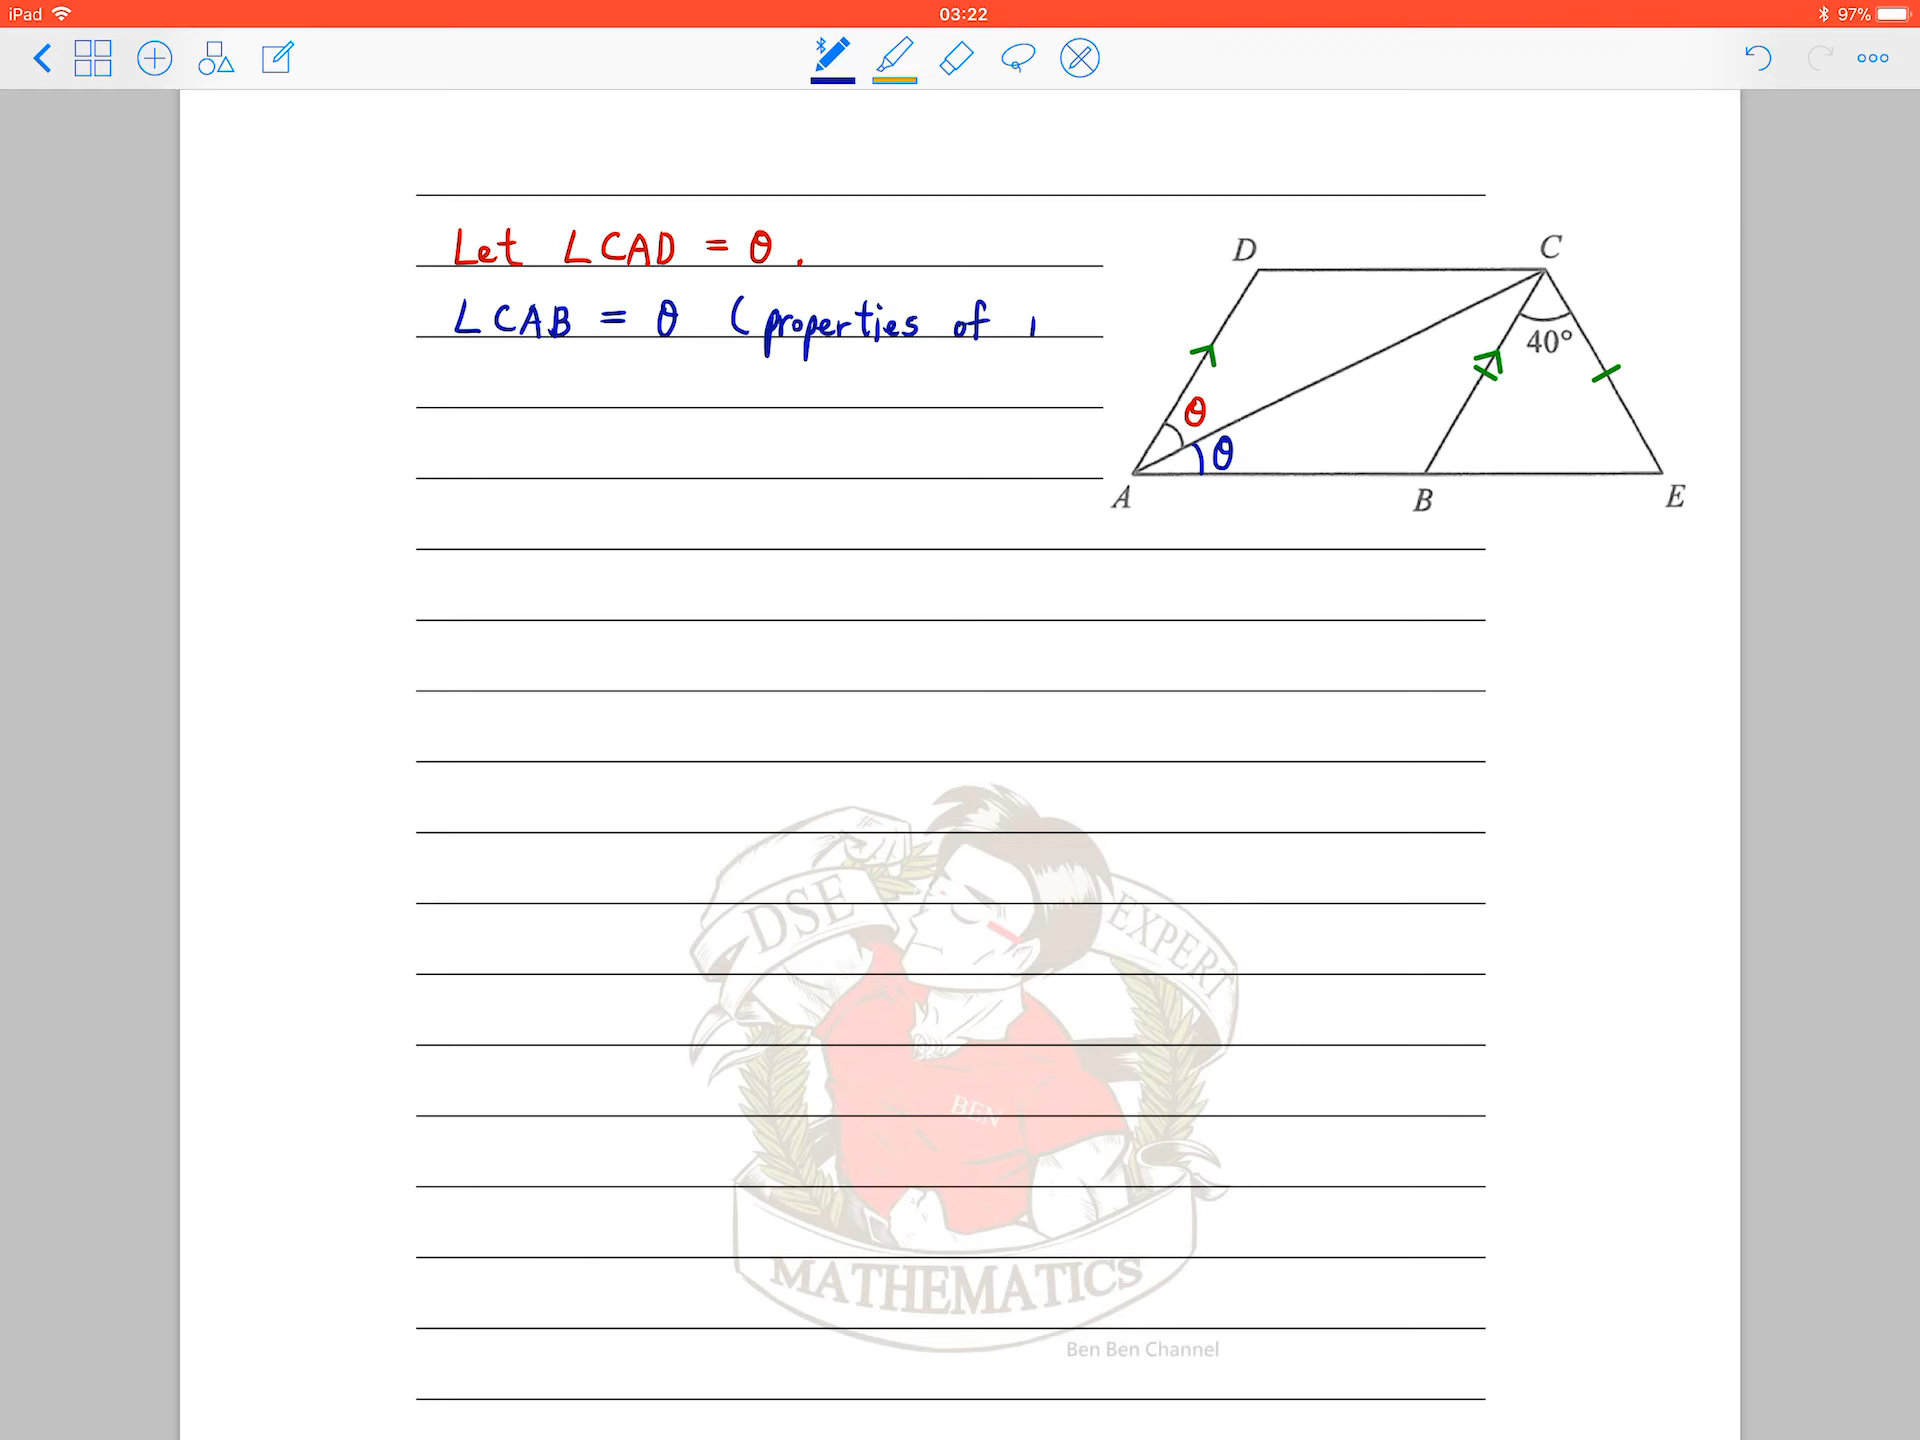 iPad 03:22 97%
Let ∠CAD = θ.
∠CAB = θ (properties of
D C
40°
θ
θ
A B E
DSE EXPERT
BEN
MATHEMATICS
Ben Ben Channel